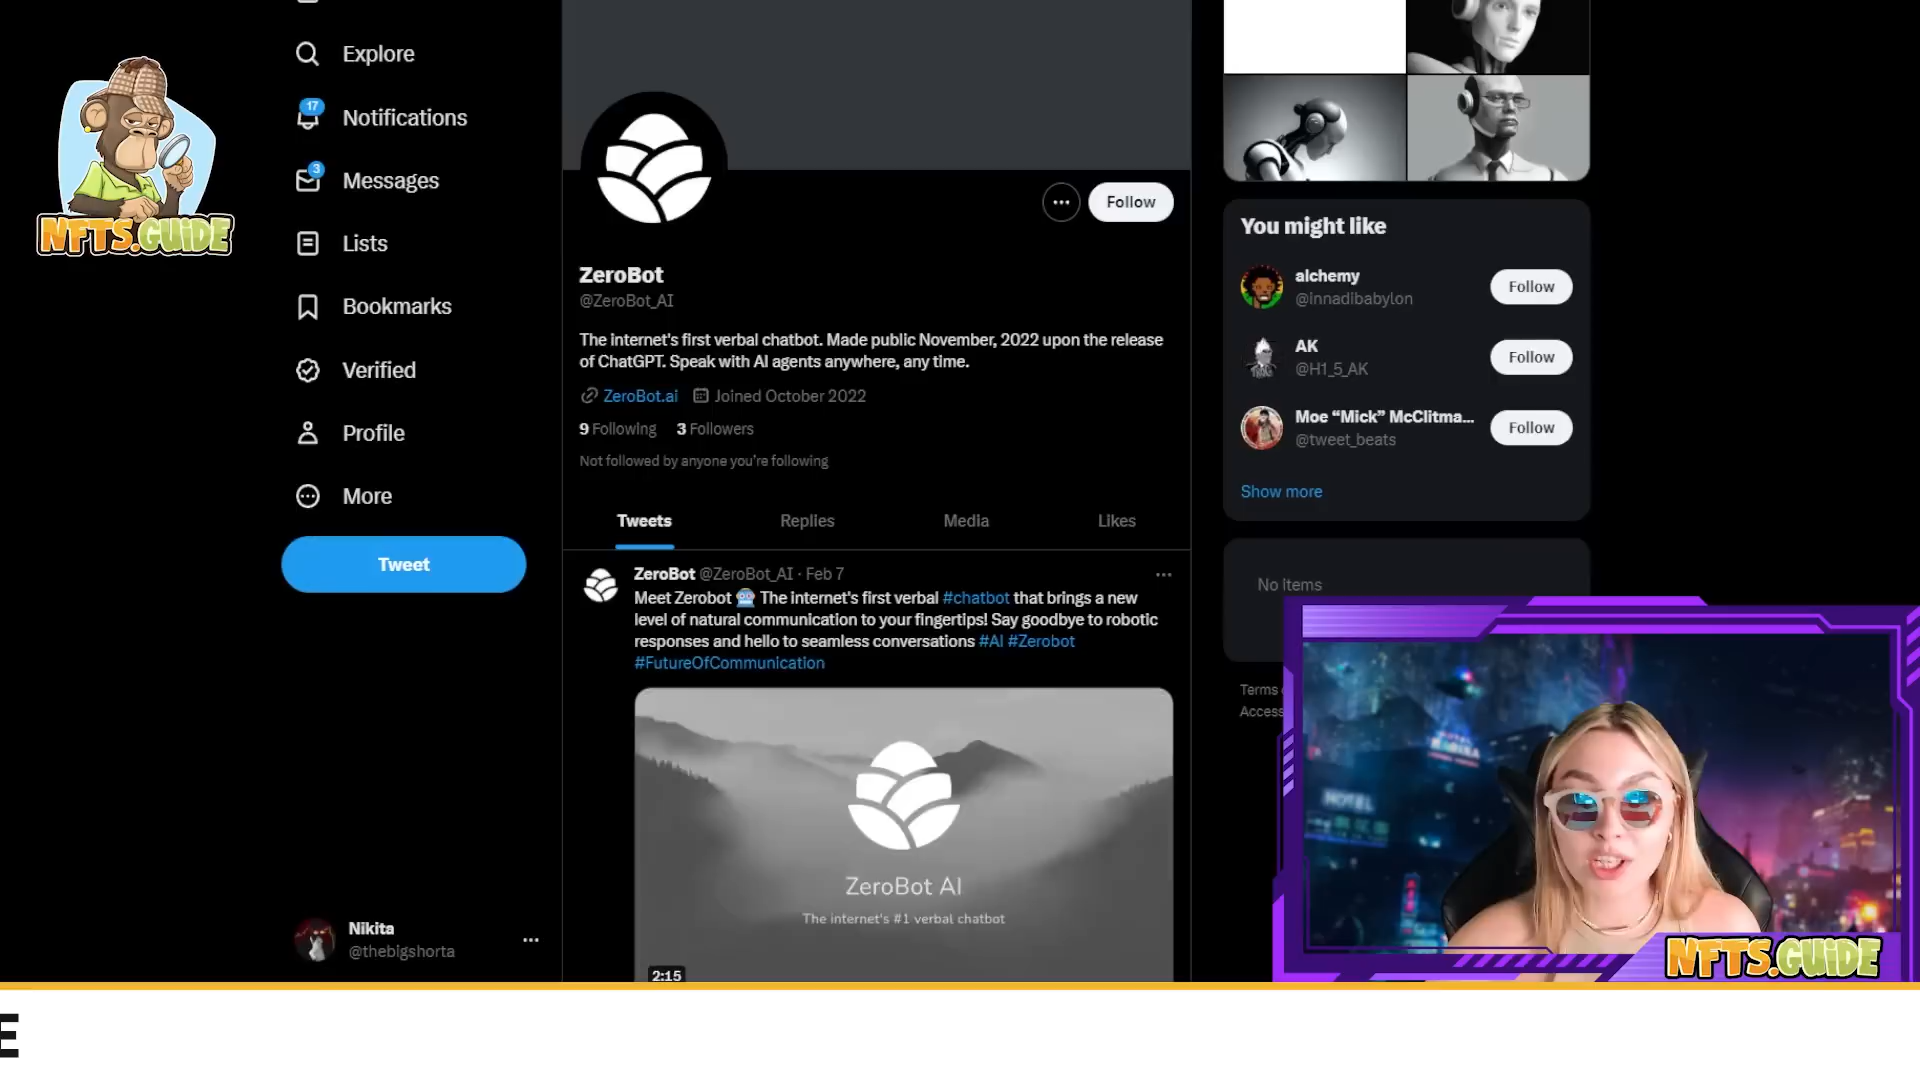 NFTS.GUIDE
Explore
17
Notifications
3
Messages
Lists
Bookmarks
Verified
Profile
More
Tweet
Nikita
@thebigshorta
Follow
ZeroBot
@ZeroBot_AI
The internet's first verbal chatbot. Made public November, 2022 upon the release
of ChatGPT. Speak with AI agents anywhere, any time.
ZeroBot.ai Joined October 2022
9 Following 3 Followers
Not followed by anyone you're following
Tweets Replies Media Likes
ZeroBot @ZeroBot_AI · Feb 7
Meet Zerobot 🤖 The internet's first verbal #chatbot that brings a new
level of natural communication to your fingertips! Say goodbye to robotic
responses and hello to seamless conversations #AI #Zerobot
#FutureOfCommunication
ZeroBot AI
The internet's #1 verbal chatbot
2:15
You might like
alchemy
@innadibabylon
Follow
AK
@H1_5_AK
Follow
Moe “Mick” McClitma...
@tweet_beats
Follow
Show more
No Items
Terms
Access
HOTEL
NFTS.GUIDE
E